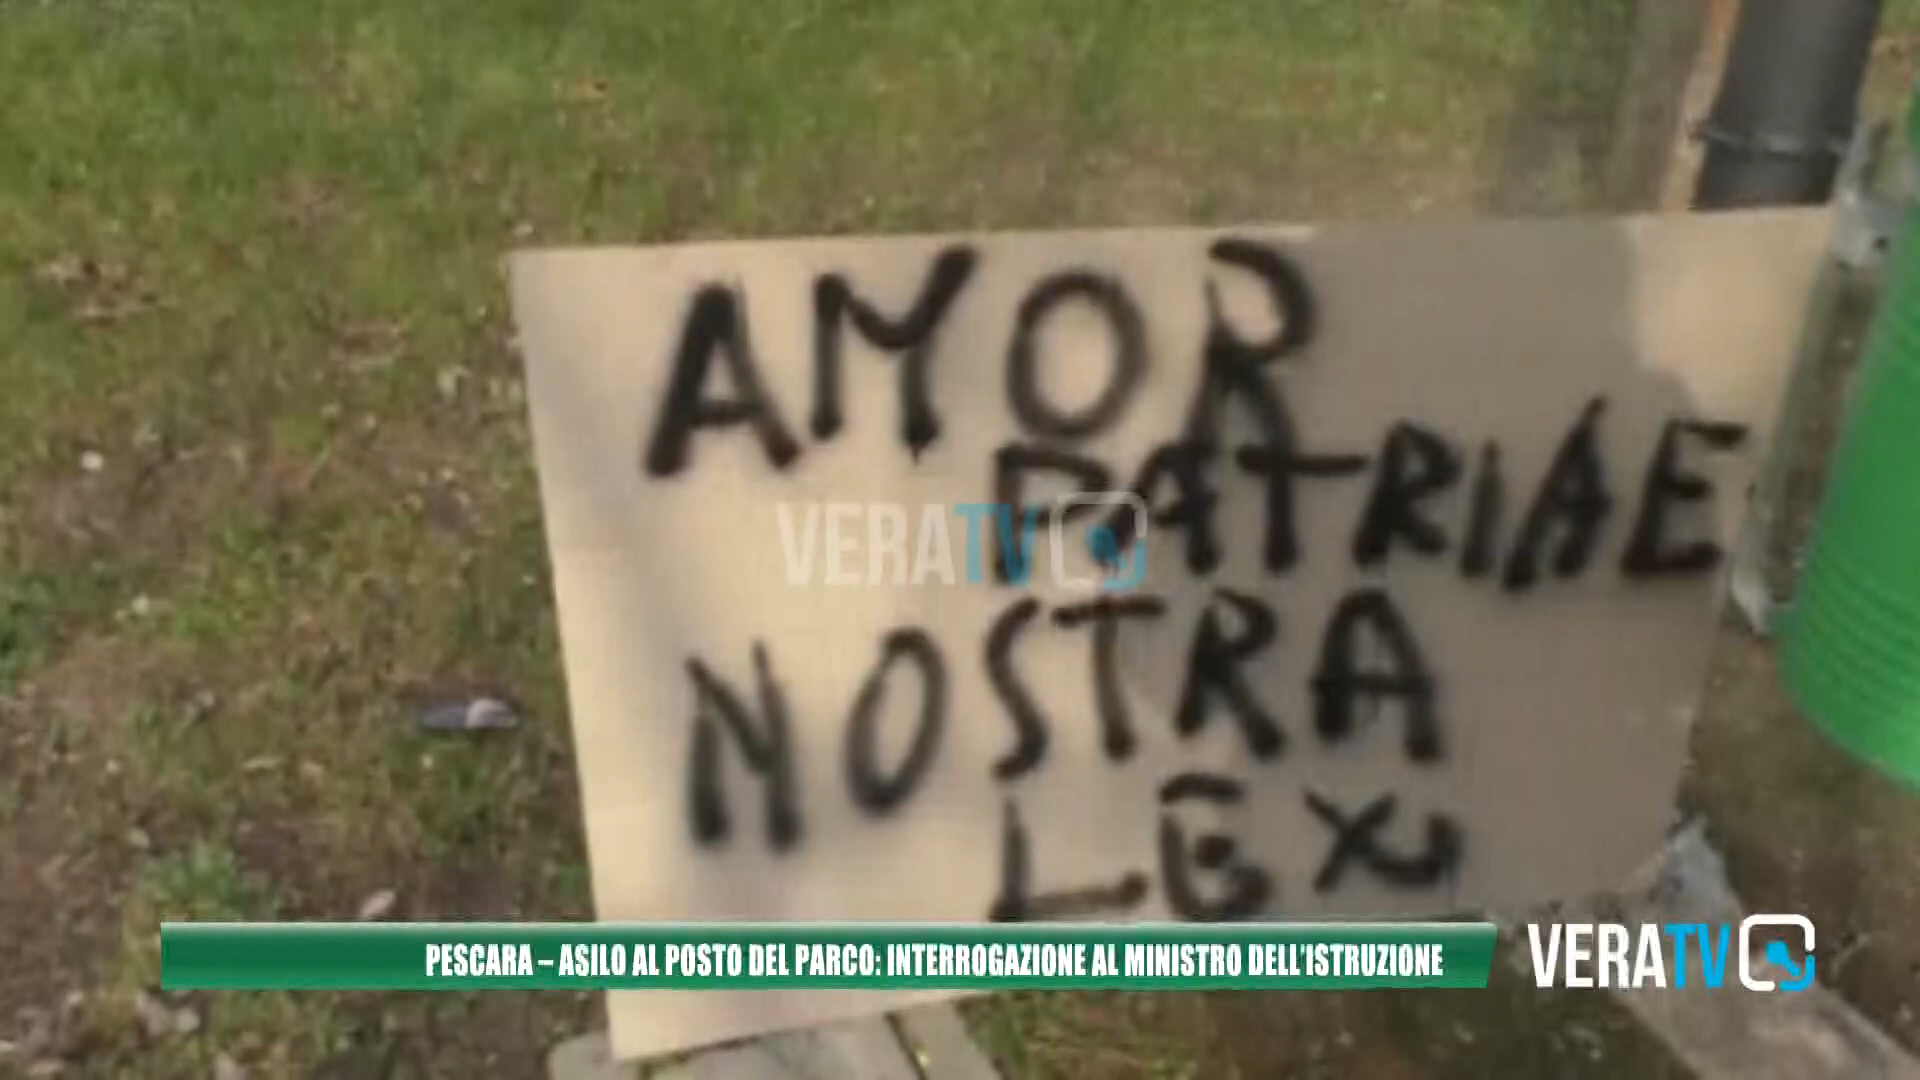 AMOR
PATRIAE
NOSTRA
LEX
VERATV
PESCARA – ASILO AL POSTO DEL PARCO: INTERROGAZIONE AL MINISTRO DELL'ISTRUZIONE
VERATV